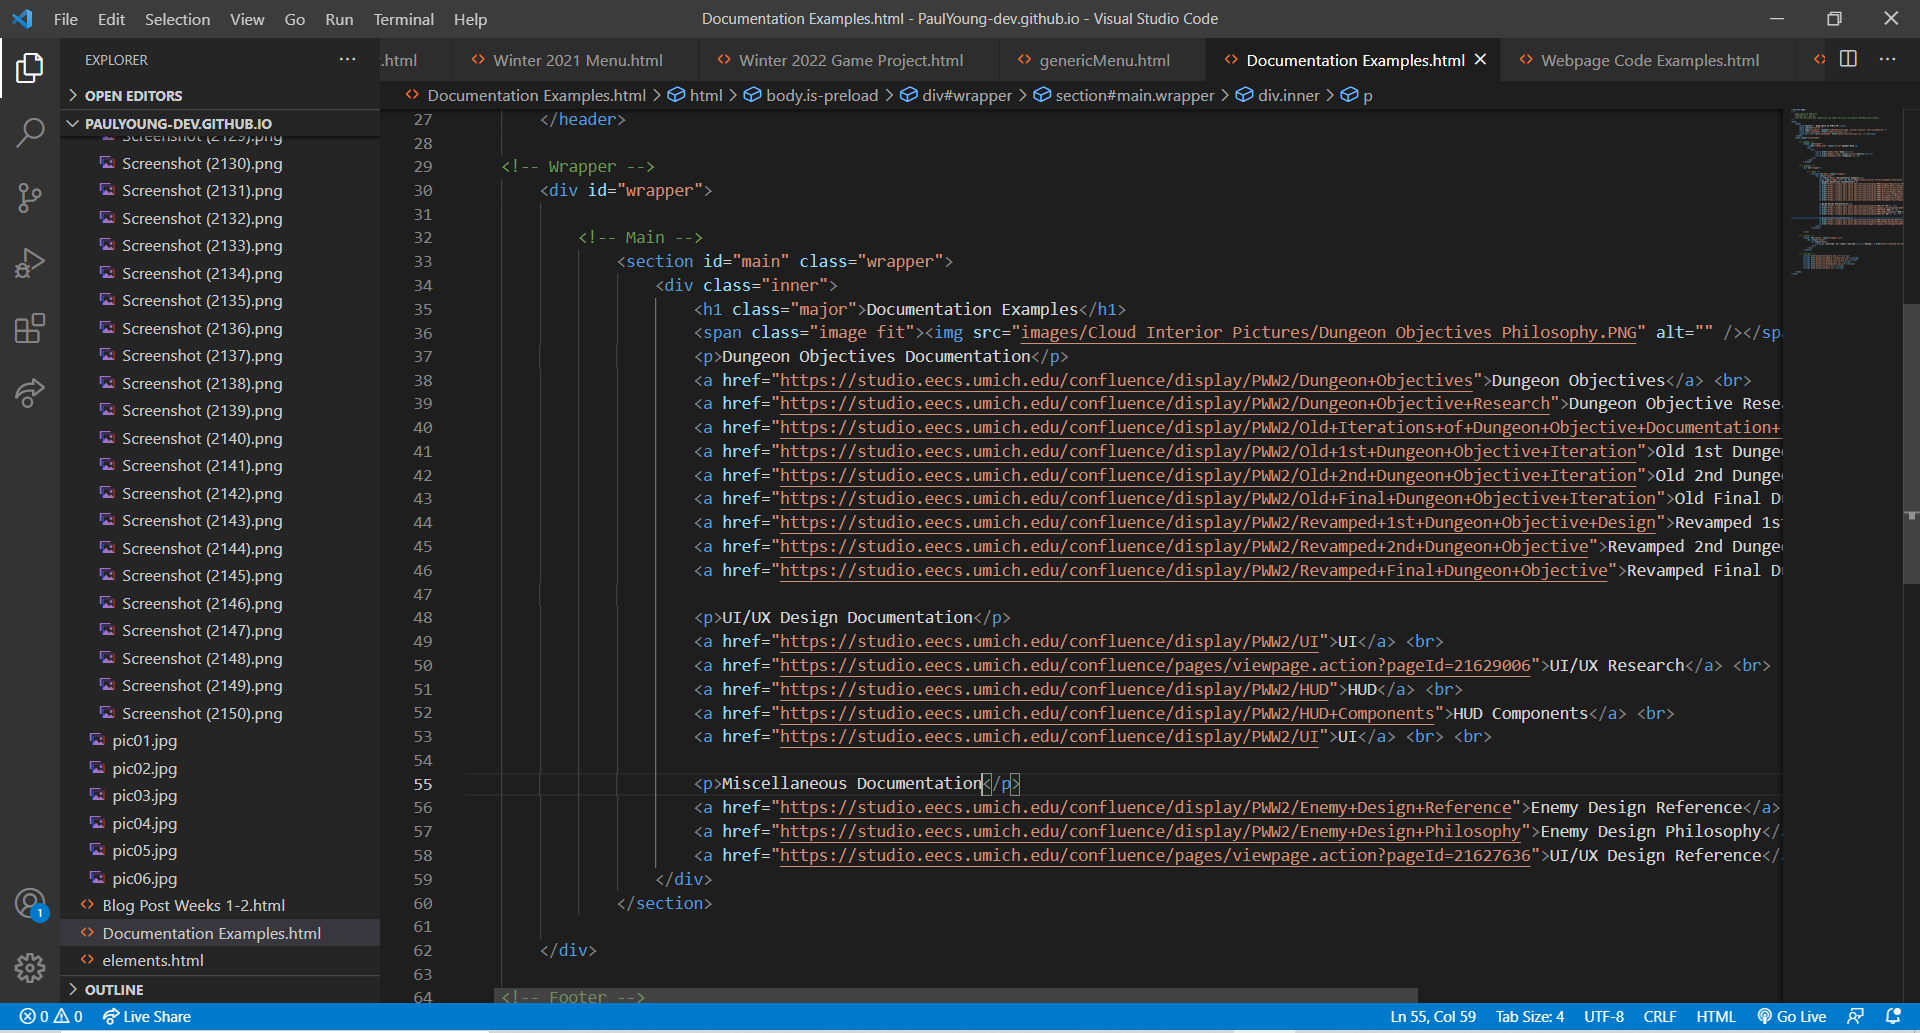 File Edit Selection View Go Run Terminal Help
Documentation Examples.html - PaulYoung-dev.github.io - Visual Studio Code
EXPLORER
.html
Winter 2021 Menu.html
Winter 2022 Game Project.html
genericMenu.html
Documentation Examples.html
Webpage Code Examples.html
OPEN EDITORS
Documentation Examples.html > html > body.is-preload > div#wrapper > section#main.wrapper > div.inner > p
PAULYOUNG-DEV.GITHUB.IO
Screenshot (2129).png
Screenshot (2130).png
Screenshot (2131).png
Screenshot (2132).png
Screenshot (2133).png
Screenshot (2134).png
Screenshot (2135).png
Screenshot (2136).png
Screenshot (2137).png
Screenshot (2138).png
Screenshot (2139).png
Screenshot (2140).png
Screenshot (2141).png
Screenshot (2142).png
Screenshot (2143).png
Screenshot (2144).png
Screenshot (2145).png
Screenshot (2146).png
Screenshot (2147).png
Screenshot (2148).png
Screenshot (2149).png
Screenshot (2150).png
pic01.jpg
pic02.jpg
pic03.jpg
pic04.jpg
pic05.jpg
pic06.jpg
Blog Post Weeks 1-2.html
Documentation Examples.html
elements.html
OUTLINE
27 </header>
28
29 <!-- Wrapper -->
30 <div id="wrapper">
31
32 <!-- Main -->
33 <section id="main" class="wrapper">
34 <div class="inner">
35 <h1 class="major">Documentation Examples</h1>
36 <span class="image fit"><img src="images/Cloud Interior Pictures/Dungeon Objectives Philosophy.PNG" alt="" /></spa
37 <p>Dungeon Objectives Documentation</p>
38 <a href="https://studio.eecs.umich.edu/confluence/display/PWW2/Dungeon+Objectives">Dungeon Objectives</a> <br>
39 <a href="https://studio.eecs.umich.edu/confluence/display/PWW2/Dungeon+Objective+Research">Dungeon Objective Resea
40 <a href="https://studio.eecs.umich.edu/confluence/display/PWW2/Old+Iterations+of+Dungeon+Objective+Documentation+
41 <a href="https://studio.eecs.umich.edu/confluence/display/PWW2/Old+1st+Dungeon+Objective+Iteration">Old 1st Dunge
42 <a href="https://studio.eecs.umich.edu/confluence/display/PWW2/Old+2nd+Dungeon+Objective+Iteration">Old 2nd Dunge
43 <a href="https://studio.eecs.umich.edu/confluence/display/PWW2/Old+Final+Dungeon+Objective+Iteration">Old Final Du
44 <a href="https://studio.eecs.umich.edu/confluence/display/PWW2/Revamped+1st+Dungeon+Objective+Design">Revamped 1st
45 <a href="https://studio.eecs.umich.edu/confluence/display/PWW2/Revamped+2nd+Dungeon+Objective">Revamped 2nd Dunge
46 <a href="https://studio.eecs.umich.edu/confluence/display/PWW2/Revamped+Final+Dungeon+Objective">Revamped Final Du
47
48 <p>UI/UX Design Documentation</p>
49 <a href="https://studio.eecs.umich.edu/confluence/display/PWW2/UI">UI</a> <br>
50 <a href="https://studio.eecs.umich.edu/confluence/pages/viewpage.action?pageId=21629006">UI/UX Research</a> <br>
51 <a href="https://studio.eecs.umich.edu/confluence/display/PWW2/HUD">HUD</a> <br>
52 <a href="https://studio.eecs.umich.edu/confluence/display/PWW2/HUD+Components">HUD Components</a> <br>
53 <a href="https://studio.eecs.umich.edu/confluence/display/PWW2/UI">UI</a> <br> <br>
54
55 <p>Miscellaneous Documentation</p>
56 <a href="https://studio.eecs.umich.edu/confluence/display/PWW2/Enemy+Design+Reference">Enemy Design Reference</a>
57 <a href="https://studio.eecs.umich.edu/confluence/display/PWW2/Enemy+Design+Philosophy">Enemy Design Philosophy</
58 <a href="https://studio.eecs.umich.edu/confluence/pages/viewpage.action?pageId=21627636">UI/UX Design Reference</
59 </div>
60 </section>
61
62 </div>
63
64 <!-- Footer -->
1
0 0 Live Share
Ln 55, Col 59 Tab Size: 4 UTF-8 CRLF HTML Go Live